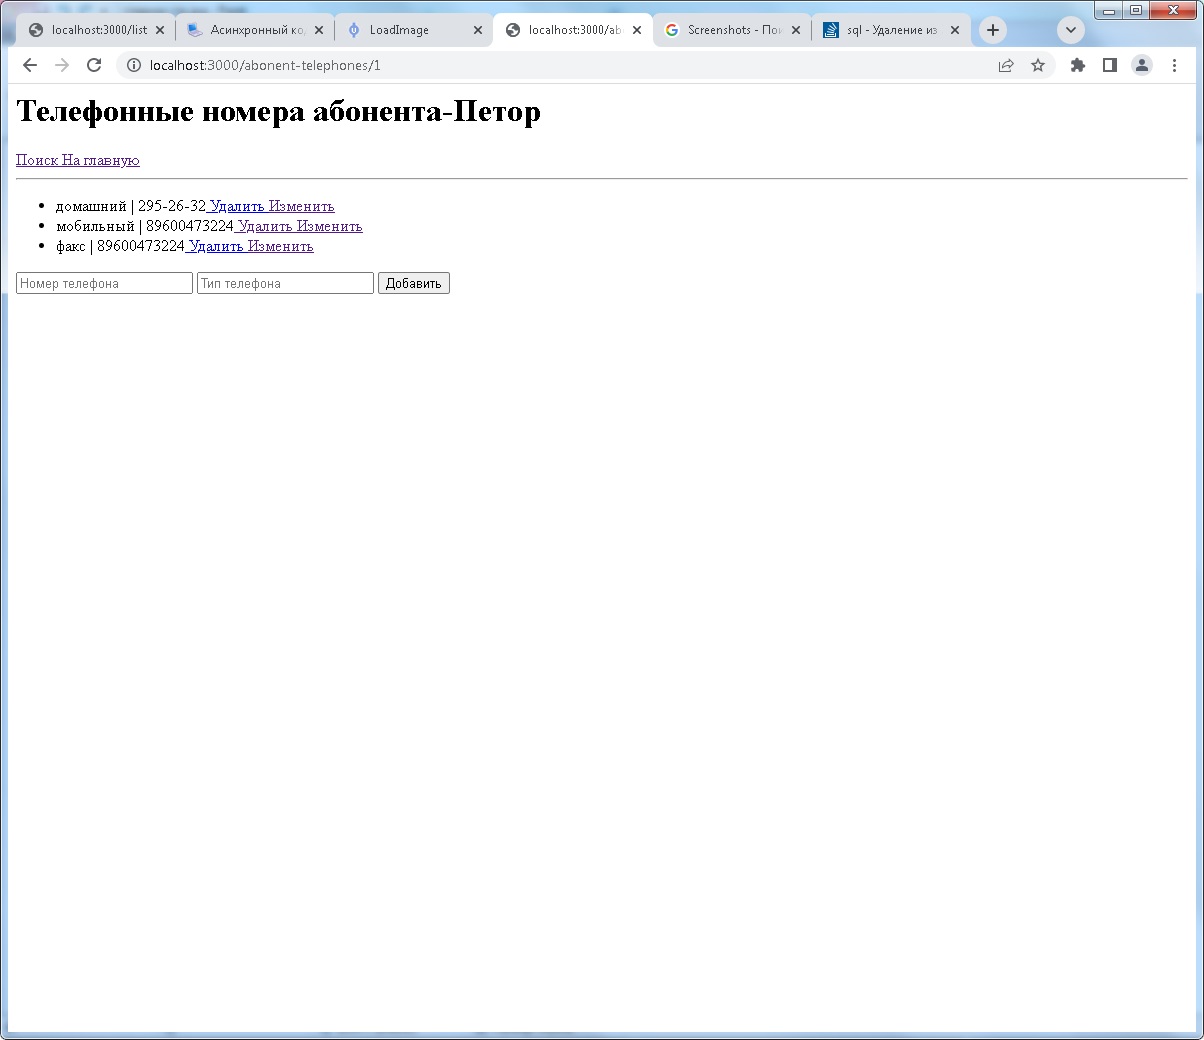 localhost:3000/list
Асинхронный ко
LoadImage
localhost:3000/abo
Screenshots - Пои
sql - Удаление из
localhost:3000/abonent-telephones/1
Телефонные номера абонента-Петор
Поиск На главную
домашний | 295-26-32 Удалить Изменить
мобильный | 89600473224 Удалить Изменить
факс | 89600473224 Удалить Изменить
Номер телефона Тип телефона Добавить